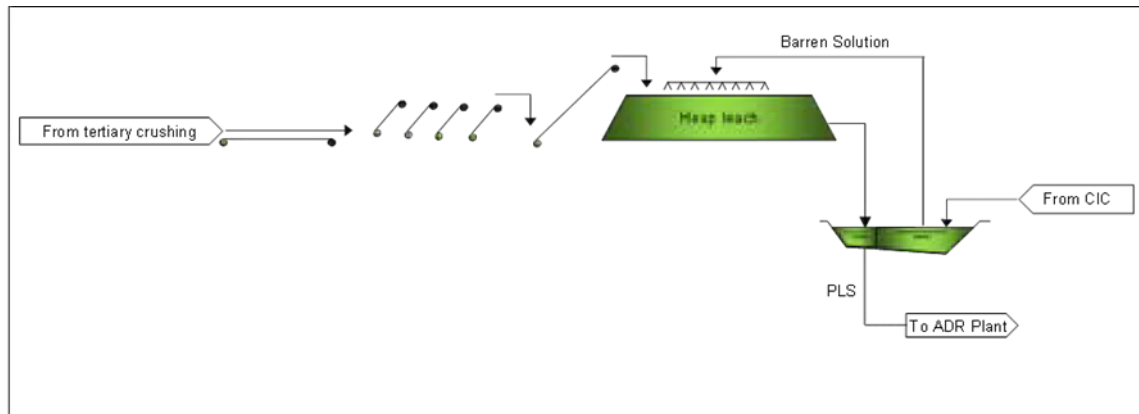 Barren Solution
From tertiary crushing
Heap leach
From CIC
PLS
To ADR Plant